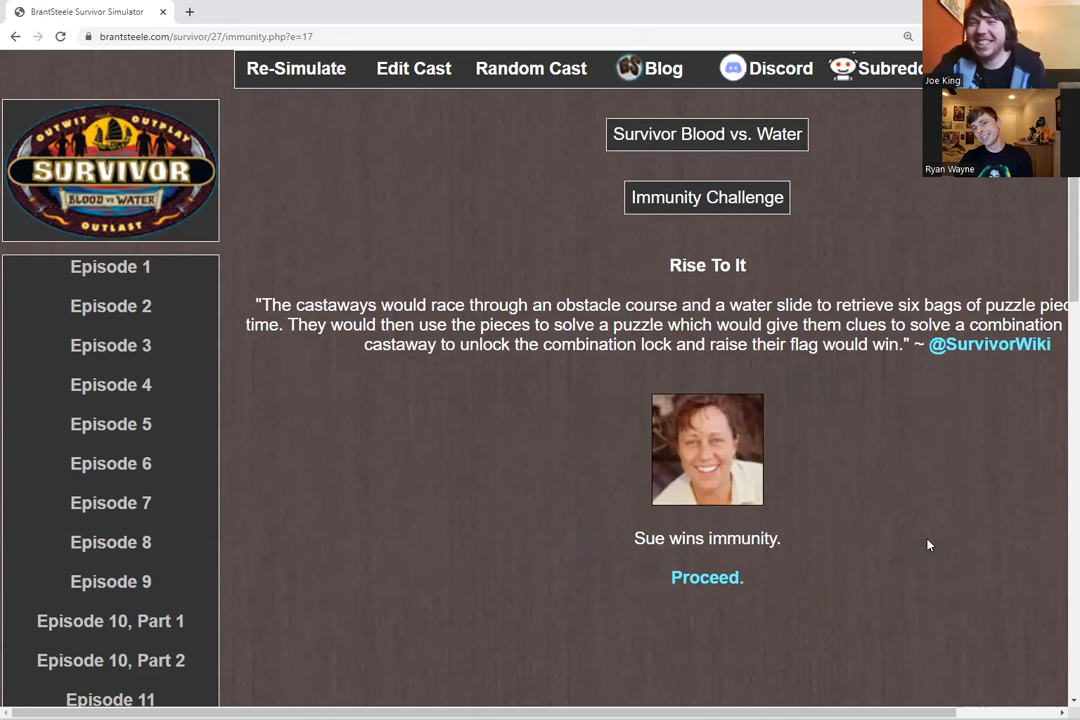 BrantSteele Survivor Simulator
brantsteele.com/survivor/27/immunity.php?e=17
Re-Simulate Edit Cast Random Cast Blog Discord Subredd
Joe King
Ryan Wayne
OUTWIT OUTPLAY
SURVIVOR
BLOOD VS. WATER
OUTLAST
Survivor Blood vs. Water
Immunity Challenge
Rise To It
"The castaways would race through an obstacle course and a water slide to retrieve six bags of puzzle piec
time. They would then use the pieces to solve a puzzle which would give them clues to solve a combination
castaway to unlock the combination lock and raise their flag would win." ~ @SurvivorWiki
Sue wins immunity.
Proceed.
Episode 1
Episode 2
Episode 3
Episode 4
Episode 5
Episode 6
Episode 7
Episode 8
Episode 9
Episode 10, Part 1
Episode 10, Part 2
Episode 11